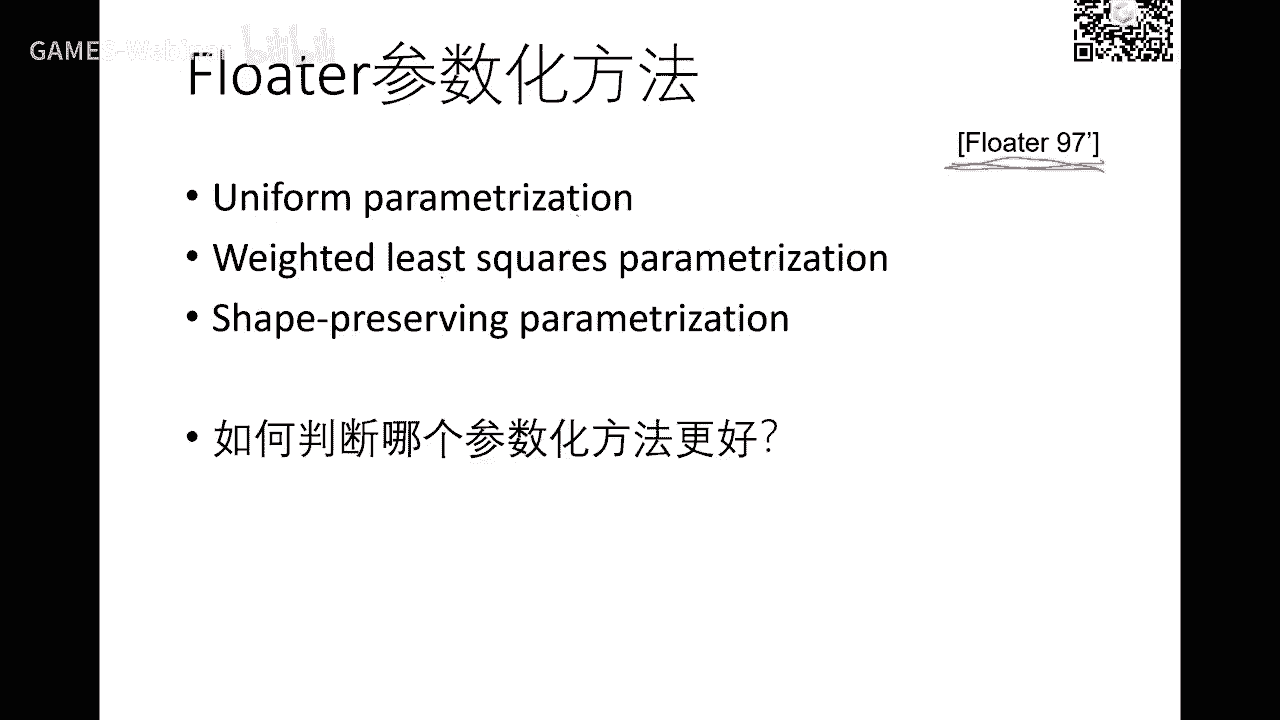 GAMES-Webinar bilibili
Floater参数化方法
[Floater 97’]
• Uniform parametrization
• Weighted least squares parametrization
• Shape-preserving parametrization
• 如何判断哪个参数化方法更好？